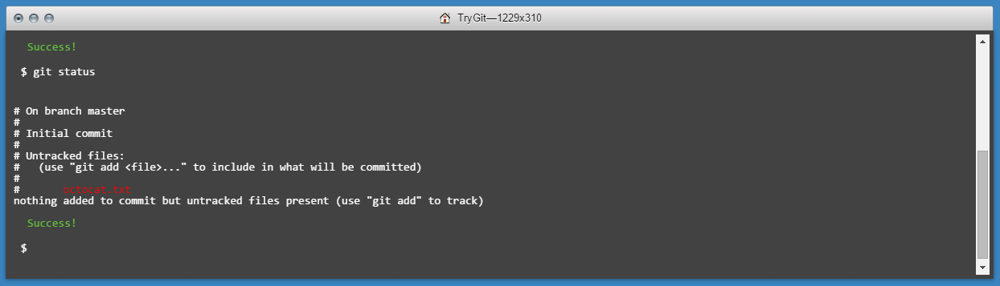 TryGit—1229x310
Success!
$ git status
# On branch master
#
# Initial commit
#
# Untracked files:
#   (use "git add <file>..." to include in what will be committed)
#
#       octocat.txt
nothing added to commit but untracked files present (use "git add" to track)
Success!
$